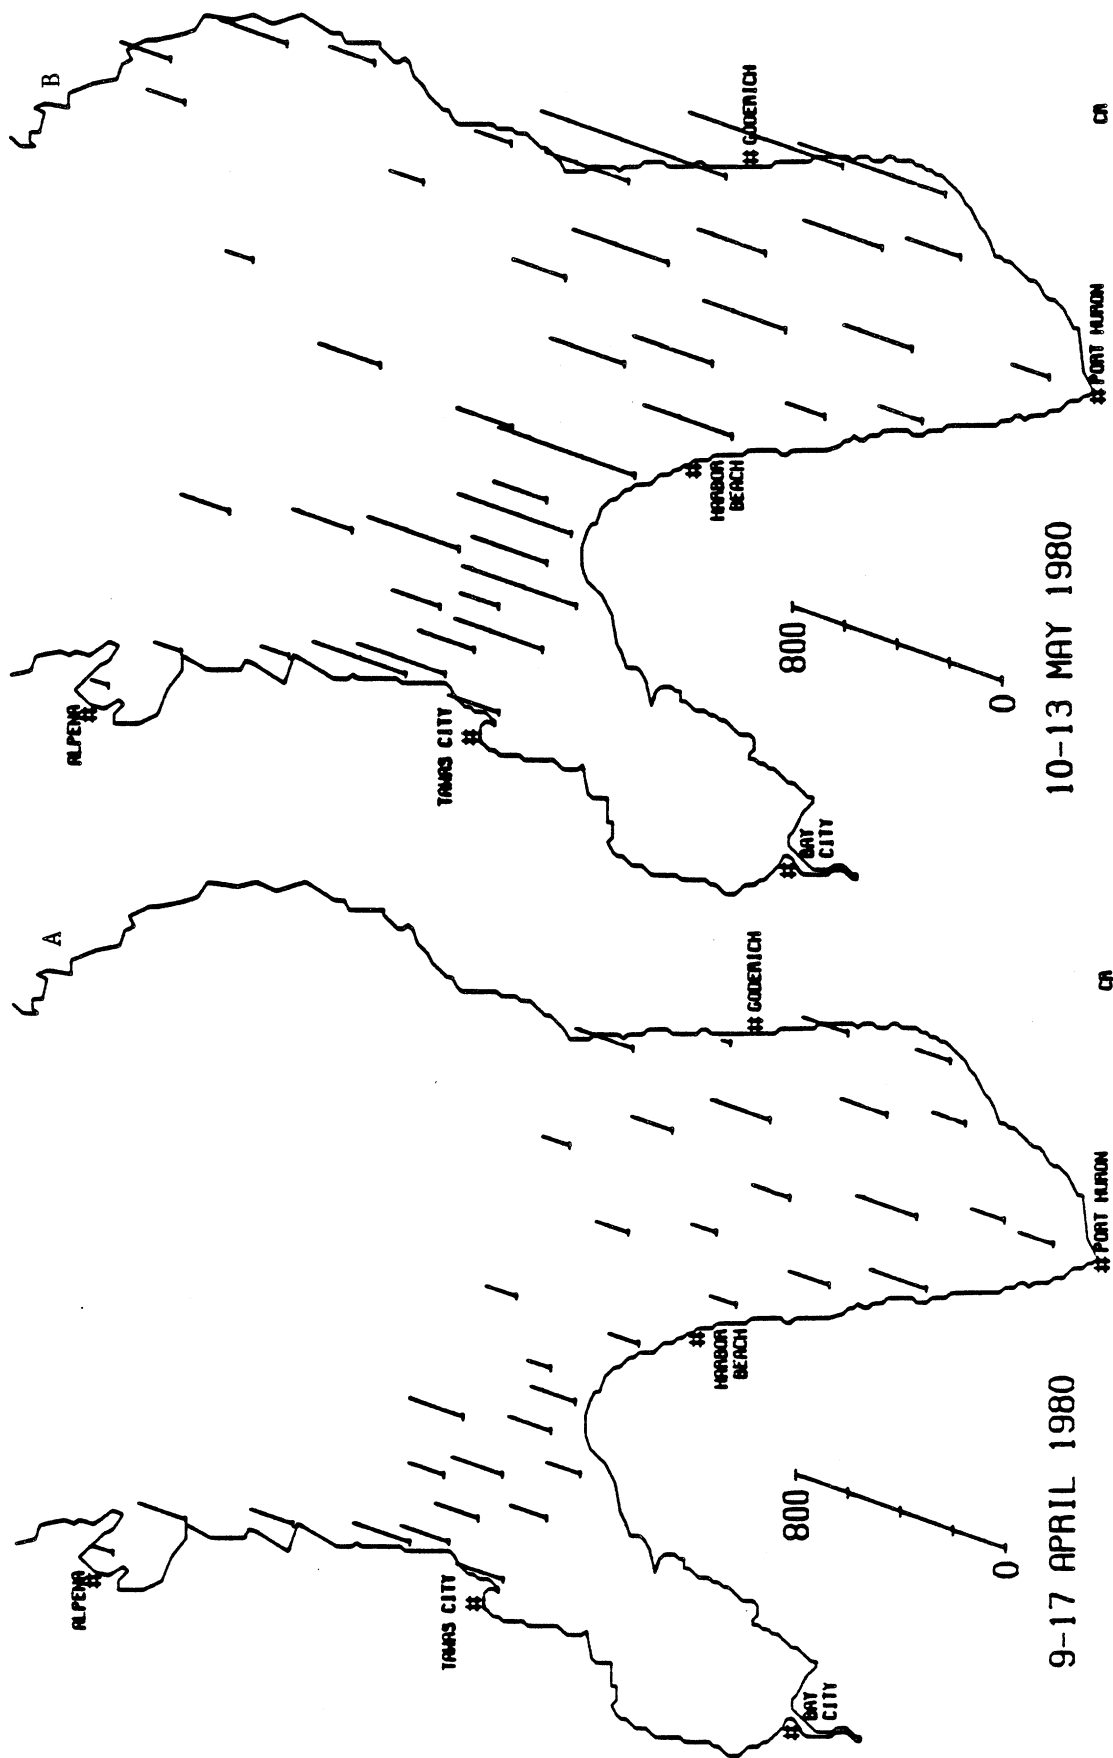 A
ALPENA
##
TAWAS CITY
##
## GODERICH
##
HARBOR
BEACH
##
BAY
CITY
## PORT HURON
800
0
9-17 APRIL 1980
CA
B
ALPENA
##
TAWAS CITY
##
## GODERICH
##
HARBOR
BEACH
##
BAY
CITY
## PORT HURON
800
0
10-13 MAY 1980
CA